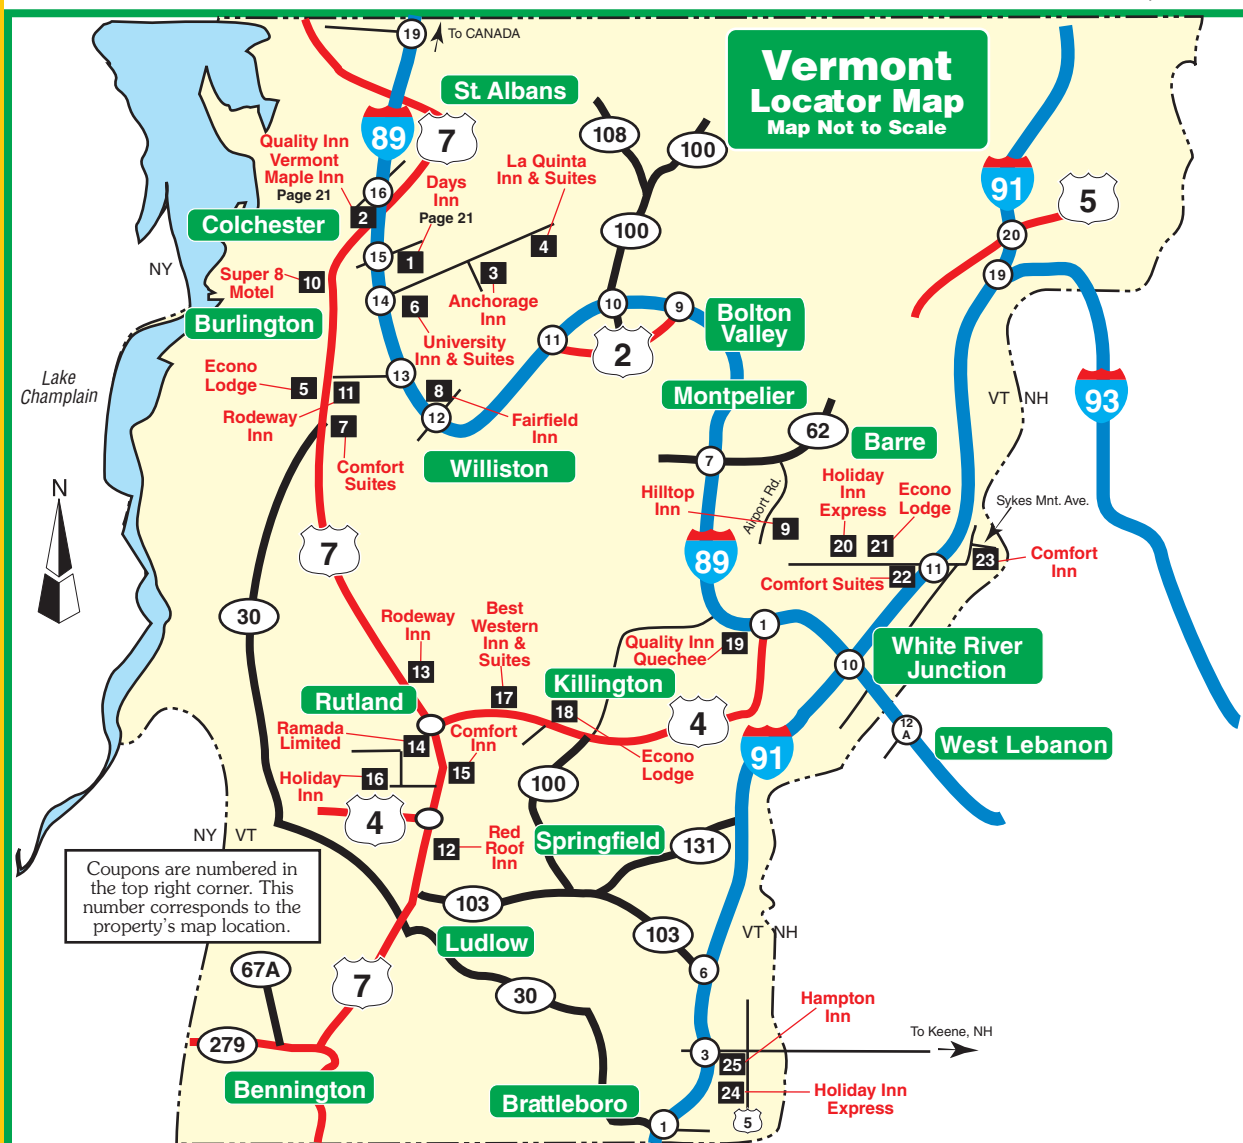 19
To CANADA
Vermont
Locator Map
Map Not to Scale
St. Albans
89
7
108
100
Quality Inn
Vermont
Maple Inn
Page 21
16
2
Colchester
Days
Inn
Page 21
La Quinta
Inn & Suites
100
91
5
20
19
NY
15
1
4
3
Super 8
Motel
10
14
6
Anchorage
Inn
10
9
Bolton
Valley
Burlington
University
Inn & Suites
11
2
Lake
Champlain
Econo
Lodge
5
11
13
8
12
Montpelier
93
VT
NH
Rodeway
Inn
7
Fairfield
Inn
62
Barre
Comfort
Suites
Williston
7
Holiday
Inn
Express
Econo
Lodge
Hilltop
Inn
Airport Rd.
9
Sykes Mnt. Ave.
N
7
89
20
21
23
Comfort
Inn
Comfort Suites
22
11
30
Rodeway
Inn
Best
Western
Inn &
Suites
1
Quality Inn
Quechee
19
White River
Junction
10
13
17
Killington
Rutland
18
4
12
A
West Lebanon
Ramada
Limited
14
Comfort
Inn
Econo
Lodge
91
Holiday
Inn
16
15
100
4
NY
VT
12
Red
Roof
Inn
Springfield
131
Coupons are numbered in
the top right corner. This
number corresponds to the
property's map location.
103
103
VT
NH
Ludlow
67A
7
30
6
Hampton
Inn
279
3
25
To Keene, NH
Bennington
Brattleboro
24
Holiday Inn
Express
1
5